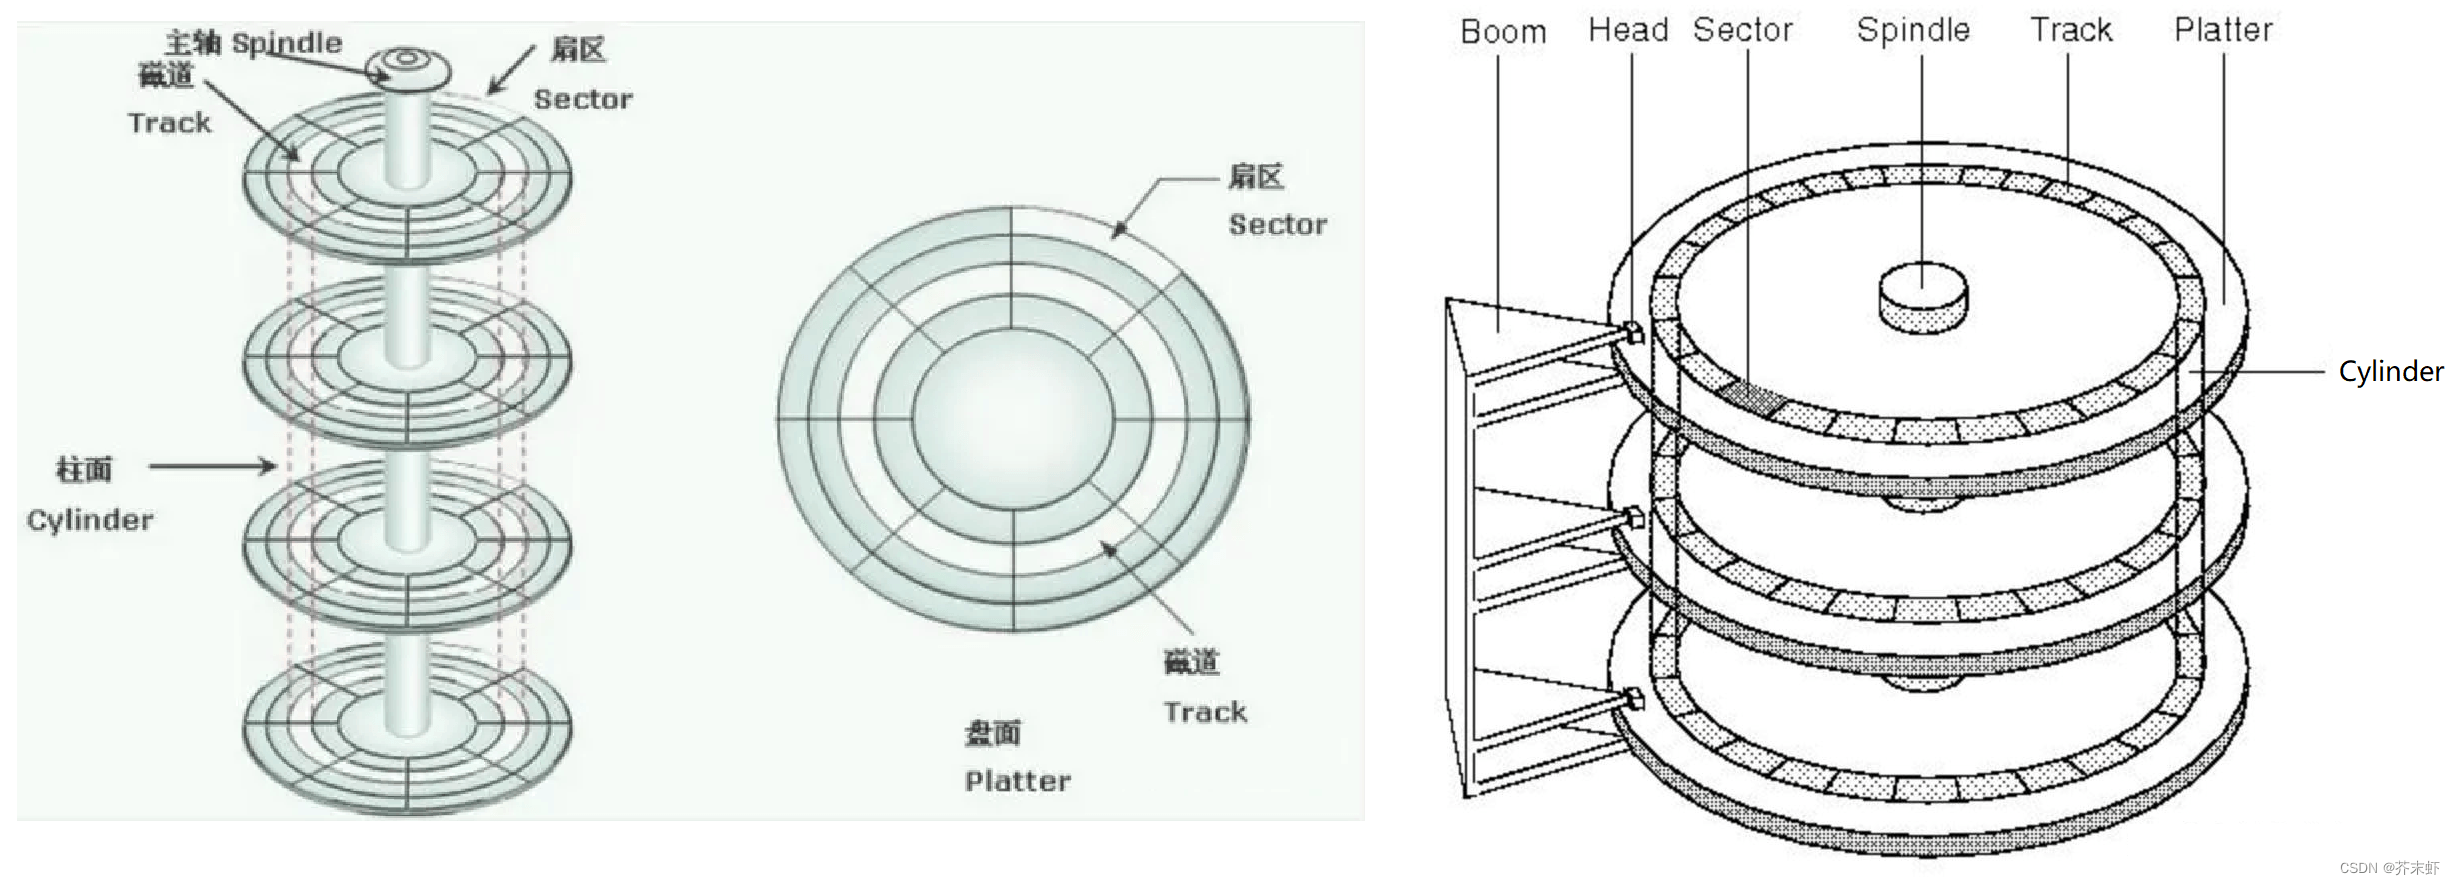 主轴 Spindle
磁道
Track
扇区
Sector
柱面
Cylinder
扇区
Sector
磁道
Track
盘面
Platter
Boom Head Sector Spindle Track Platter
Cylinder
CSDN @芥末虾